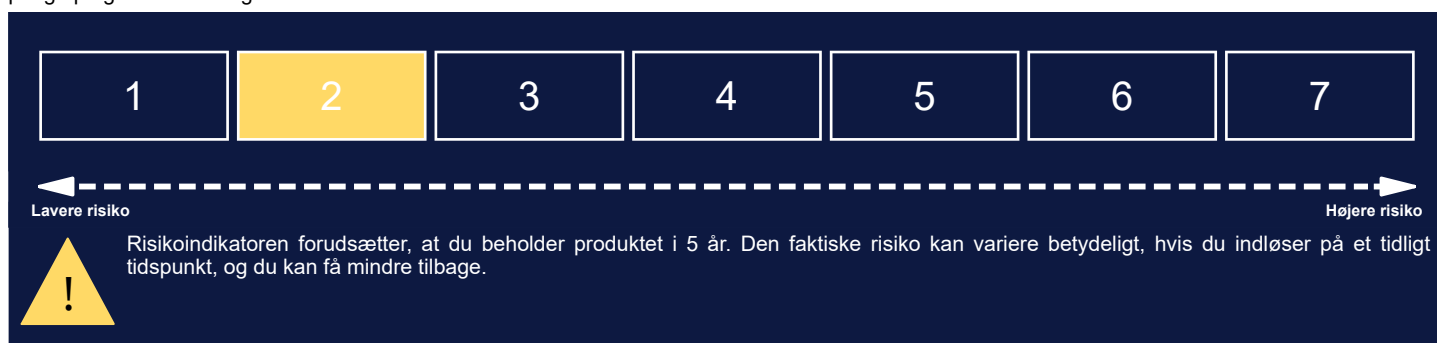 1 2 3 4 5 6 7
Lavere risiko Højere risiko
Risikoindikatoren forudsætter, at du beholder produktet i 5 år. Den faktiske risiko kan variere betydeligt, hvis du indløser på et tidligt
tidspunkt, og du kan få mindre tilbage.
!